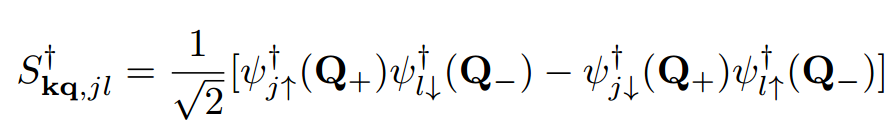 $S^{\dagger}_{\mathbf{kq},jl} = \frac{1}{\sqrt{2}}[\psi^{\dagger}_{j\uparrow}(\mathbf{Q}_{+})\psi^{\dagger}_{l\downarrow}(\mathbf{Q}_{-}) - \psi^{\dagger}_{j\downarrow}(\mathbf{Q}_{+})\psi^{\dagger}_{l\uparrow}(\mathbf{Q}_{-})]$